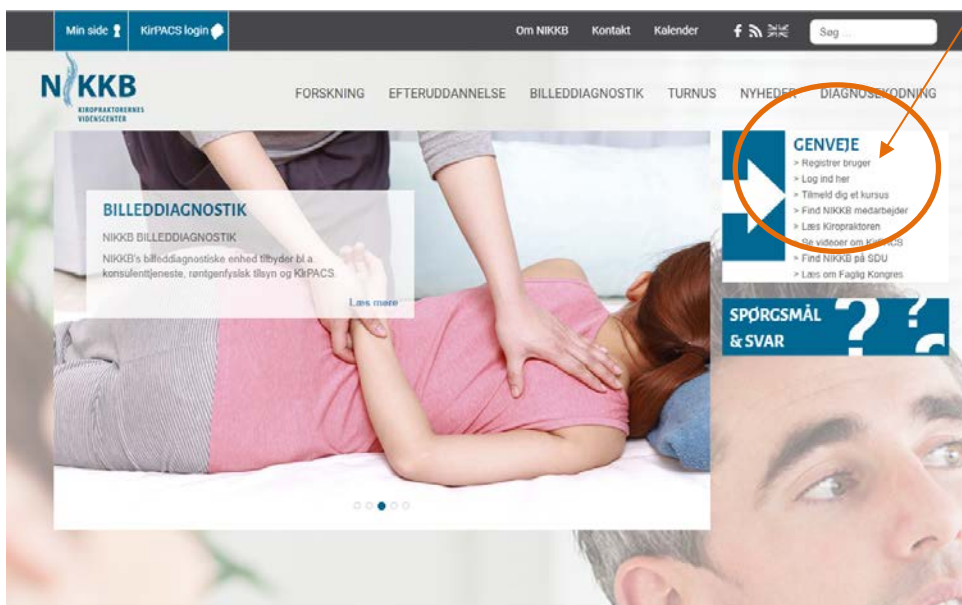 Min side
KirPACS login
Om NIKKB
Kontakt
Kalender
Søg ...
NIKKB
KIROPRAKTORERNES
VIDENSCENTER
FORSKNING
EFTERUDDANNELSE
BILLEDDIAGNOSTIK
TURNUS
NYHEDER
DIAGNOSEKODNING
BILLEDDIAGNOSTIK
NIKKB BILLEDDIAGNOSTIK
NIKKB's billeddiagnostiske enhed tilbyder bl.a.
konsulenttjeneste, røntgenfysisk tilsyn og KirPACS.
Læs mere
GENVEJE
> Registrer bruger
> Log ind her
> Tilmeld dig et kursus
> Find NIKKB medarbejder
> Læs Kiropraktoren
Se videoer om KirPACS
> Find NIKKB på SDU
> Læs om Faglig Kongres
SPØRGSMÅL
& SVAR
? ? ?